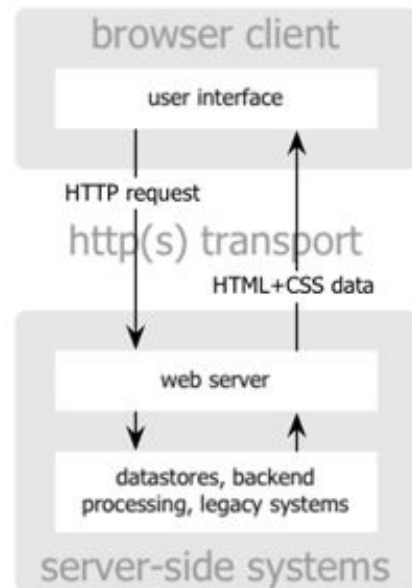 browser client
user interface
HTTP request
http(s) transport
HTML+CSS data
web server
datastores, backend
processing, legacy systems
server-side systems